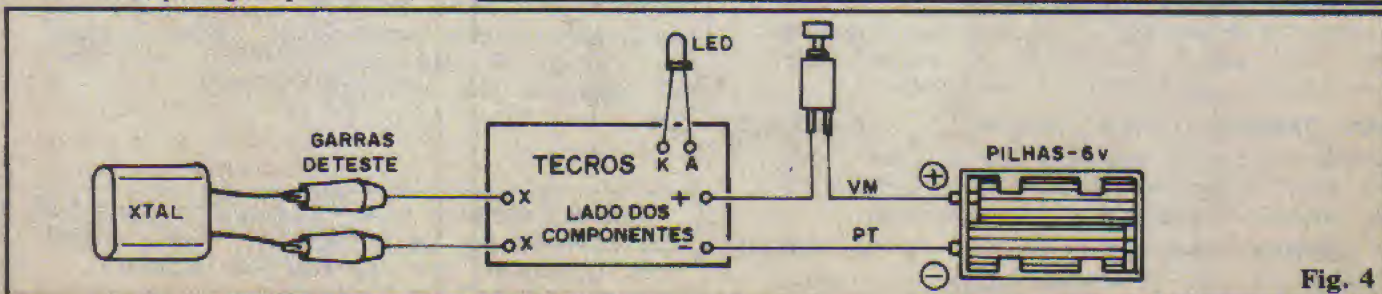 LED
GARRAS
DETESTE
TECROS
K A
PILHAS-6v
XTAL
X
+
VM
LADO DOS
COMPONENTES
X
-
PT
Fig. 4